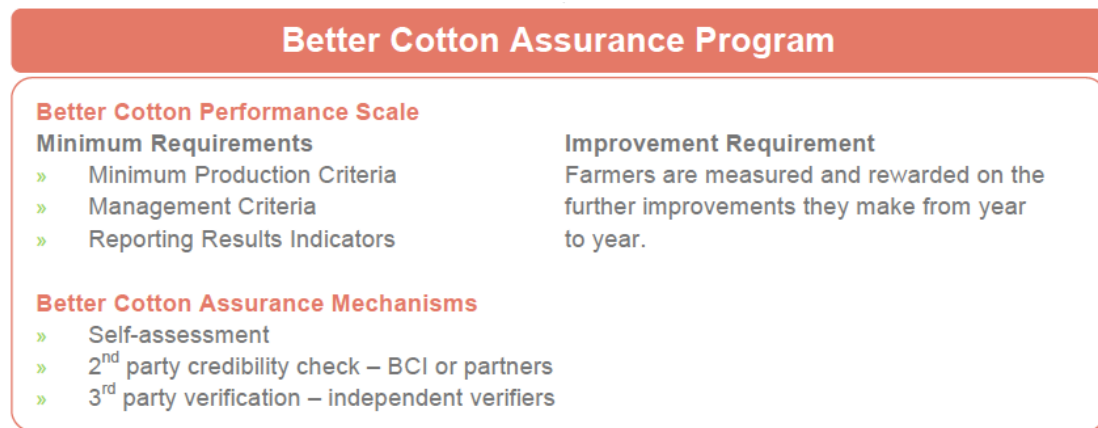 Better Cotton Assurance Program
Better Cotton Performance Scale
Minimum Requirements
» Minimum Production Criteria
» Management Criteria
» Reporting Results Indicators
Improvement Requirement
Farmers are measured and rewarded on the
further improvements they make from year
to year.
Better Cotton Assurance Mechanisms
» Self-assessment
» 2nd party credibility check – BCI or partners
» 3rd party verification – independent verifiers